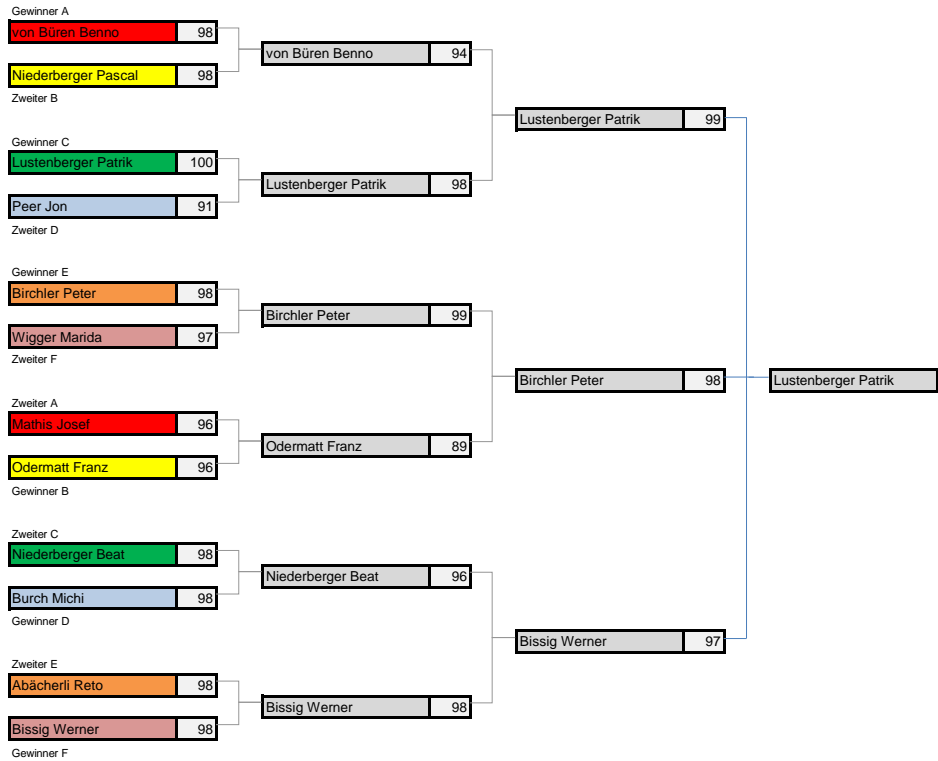 Gewinner A
von Büren Benno 98
Niederberger Pascal 98
Zweiter B
von Büren Benno 94
Gewinner C
Lustenberger Patrik 100
Peer Jon 91
Zweiter D
Lustenberger Patrik 98
Lustenberger Patrik 99
Gewinner E
Birchler Peter 98
Wigger Marida 97
Zweiter F
Birchler Peter 99
Zweiter A
Mathis Josef 96
Odermatt Franz 96
Gewinner B
Odermatt Franz 89
Birchler Peter 98
Lustenberger Patrik
Zweiter C
Niederberger Beat 98
Burch Michi 98
Gewinner D
Niederberger Beat 96
Zweiter E
Abächerli Reto 98
Bissig Werner 98
Gewinner F
Bissig Werner 98
Bissig Werner 97